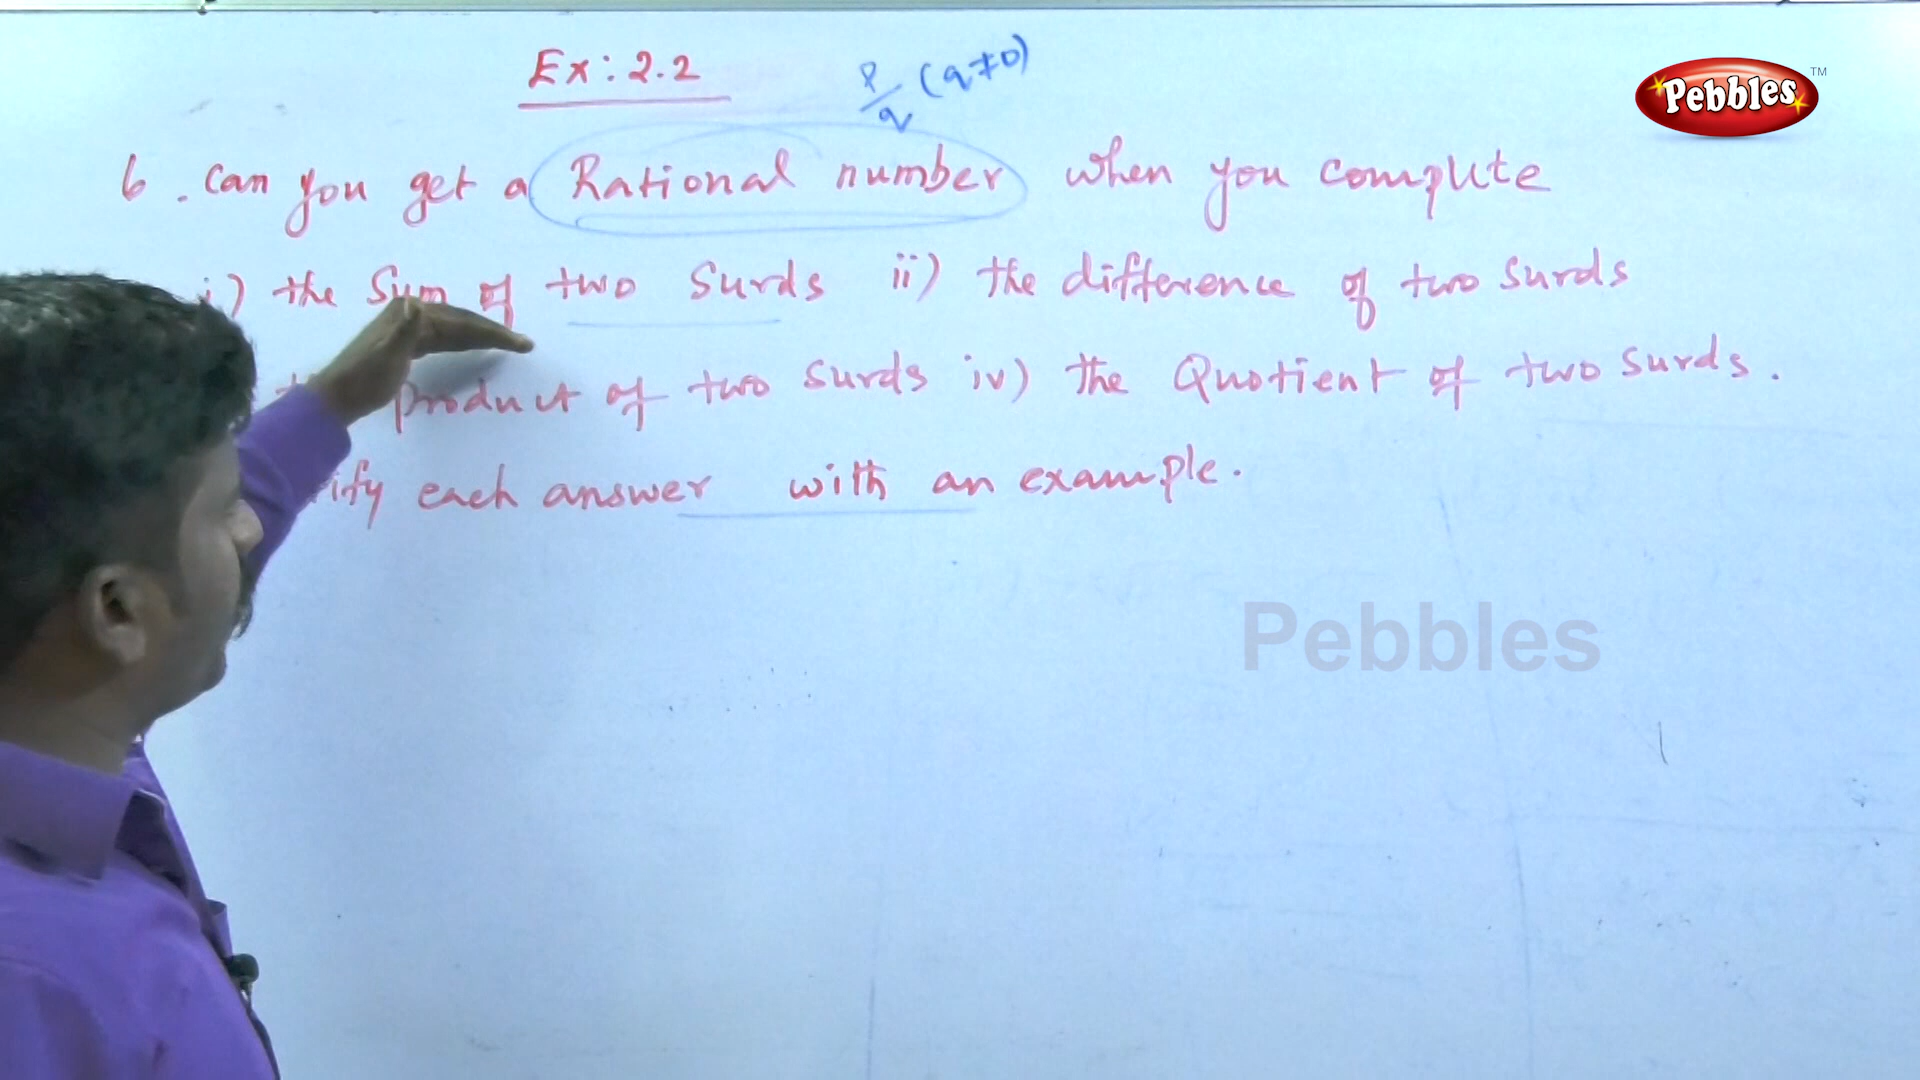 Ex: 2.2
P/q (q≠0)
Pebbles TM
6. Can you get a Rational number when you compute
i) the Sum of two Surds ii) the difference of two surds
product of two surds iv) the Quotient of two surds.
each answer with an example.
Pebbles